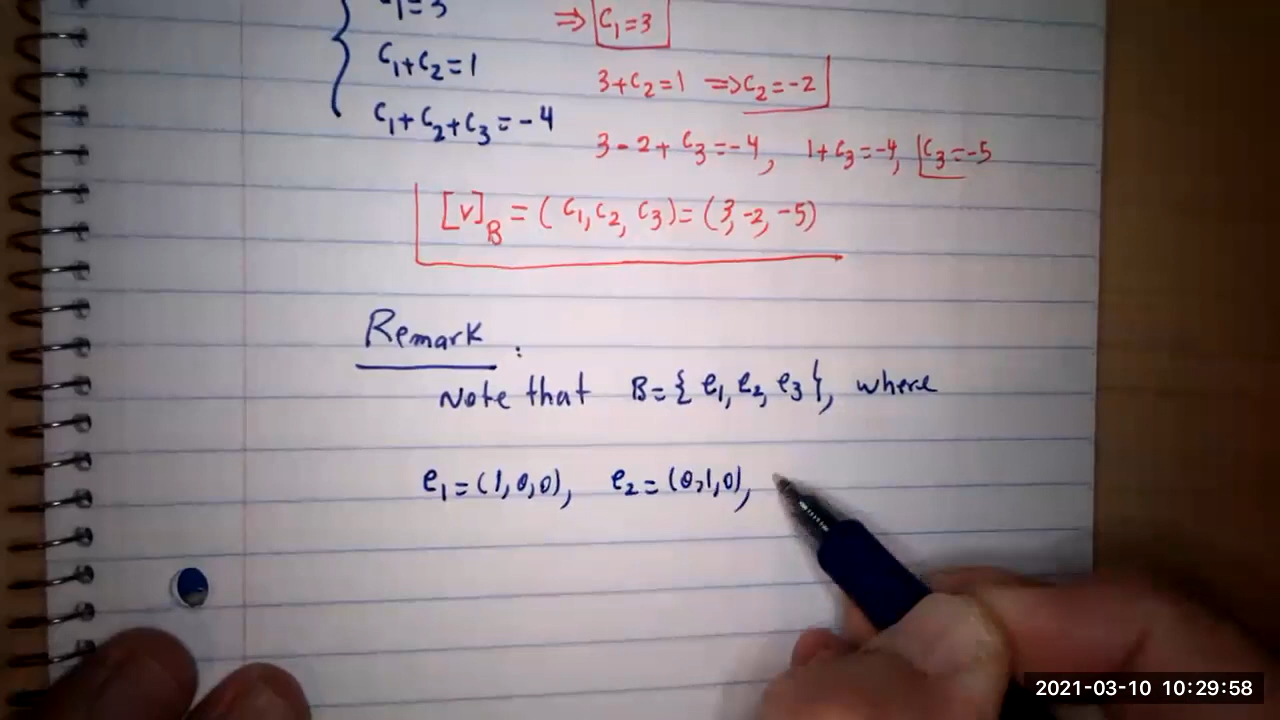 C₁=3 ⇒ C₁=3
C₁+C₂=1 3+C₂=1 ⇒ C₂=-2
C₁+C₂+C₃=-4
3-2+C₃=-4, 1+C₃=-4, C₃=-5
[v]_B = (C₁, C₂, C₃) = (3, -2, -5)
Remark:
Note that B={e₁, e₂, e₃}, where
e₁=(1,0,0), e₂=(0,1,0),
2021-03-10 10:29:58